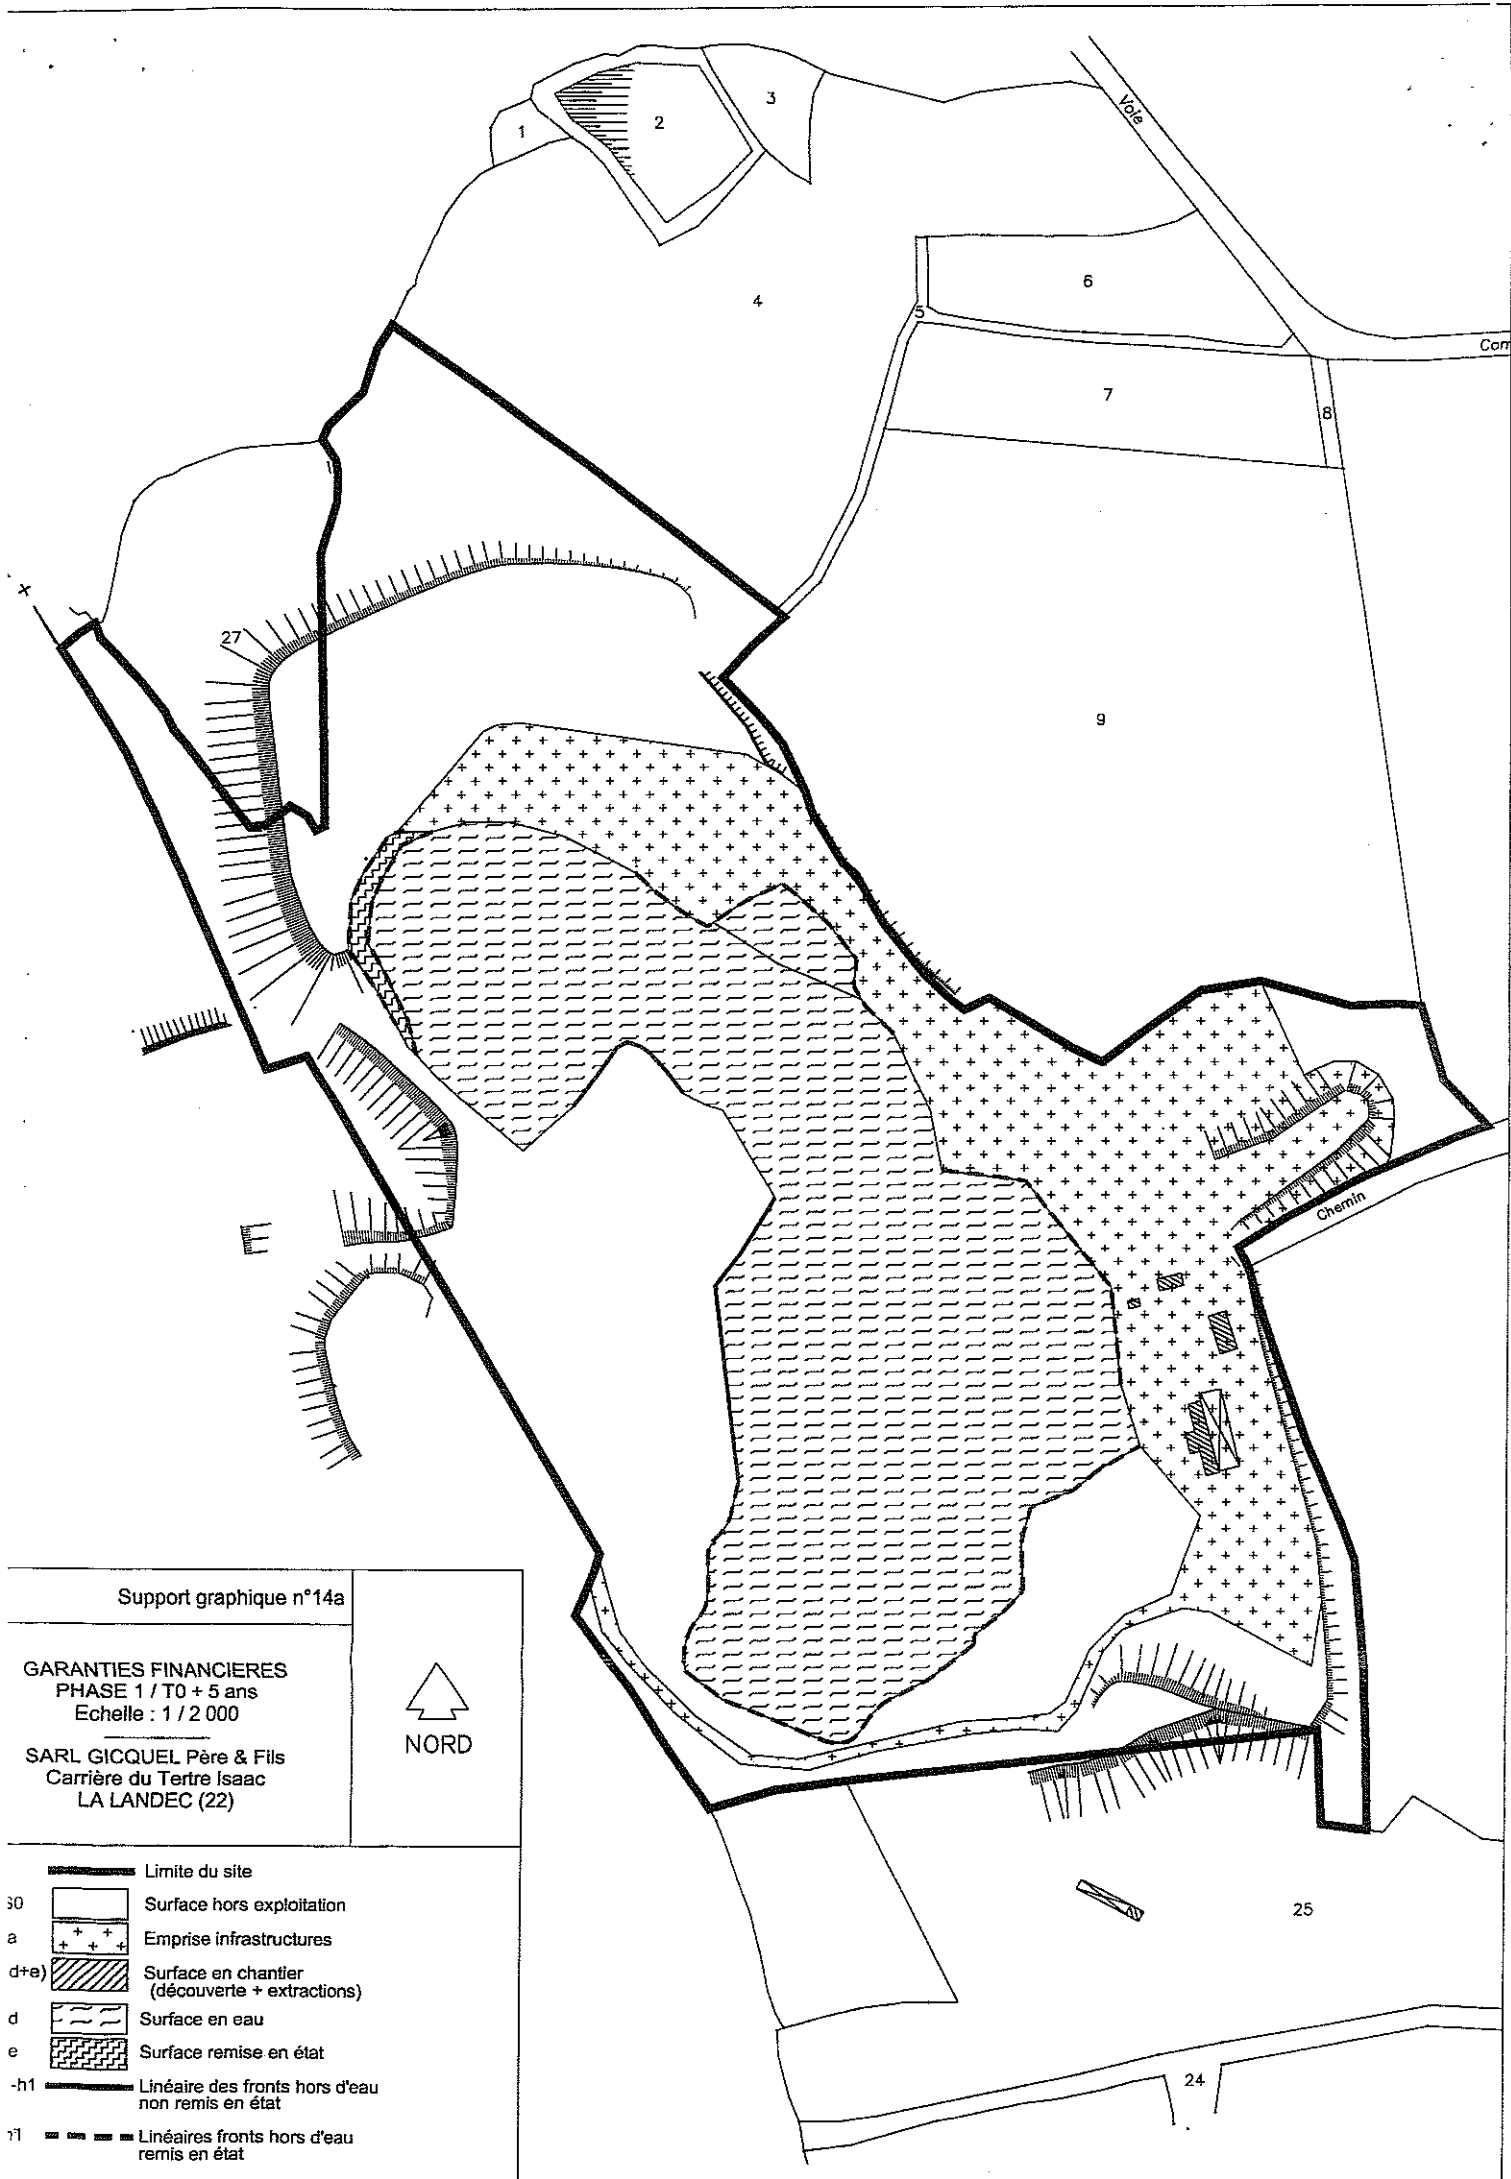 1
2
3
Voie
4
5
6
Com
7
8
27
9
Chemin
Support graphique n°14a
GARANTIES FINANCIERES
PHASE 1 / T0 + 5 ans
Echelle : 1 / 2 000
SARL GICQUEL Père & Fils
Carrière du Tertre Isaac
LA LANDEC (22)
NORD
Limite du site
S0 Surface hors exploitation
a Emprise infrastructures
d+e) Surface en chantier
(découverte + extractions)
d Surface en eau
e Surface remise en état
-h1 Linéaire des fronts hors d'eau
non remis en état
Linéaires fronts hors d'eau
remis en état
25
24